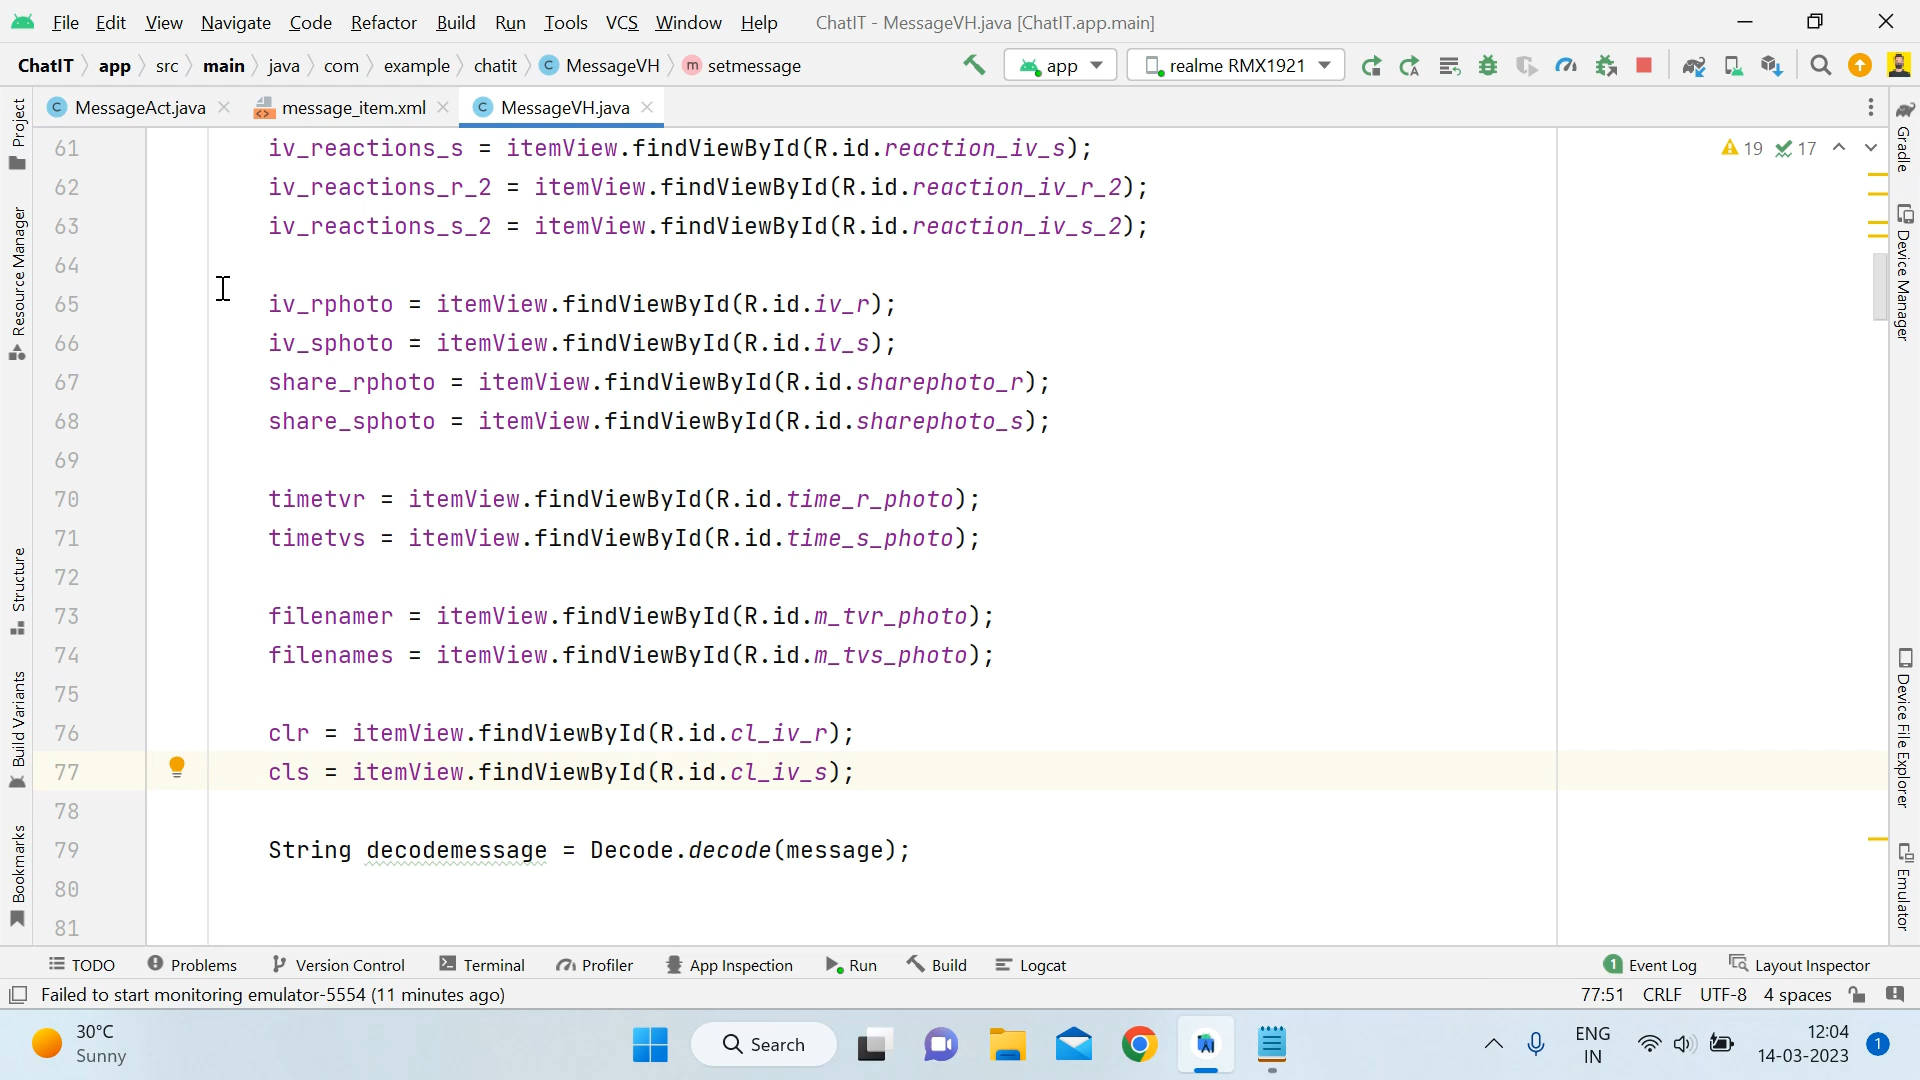 File Edit View Navigate Code Refactor Build Run Tools VCS Window Help ChatIT - MessageVH.java [ChatIT.app.main]
ChatIT app src main java com example chatit C MessageVH m setmessage app realme RMX1921
C MessageAct.java message_item.xml C MessageVH.java
61 iv_reactions_s = itemView.findViewById(R.id.reaction_iv_s); 19 17
62 iv_reactions_r_2 = itemView.findViewById(R.id.reaction_iv_r_2);
63 iv_reactions_s_2 = itemView.findViewById(R.id.reaction_iv_s_2);
64
65 iv_rphoto = itemView.findViewById(R.id.iv_r);
66 iv_sphoto = itemView.findViewById(R.id.iv_s);
67 share_rphoto = itemView.findViewById(R.id.sharephoto_r);
68 share_sphoto = itemView.findViewById(R.id.sharephoto_s);
69
70 timetvr = itemView.findViewById(R.id.time_r_photo);
71 timetvs = itemView.findViewById(R.id.time_s_photo);
72
73 filenamer = itemView.findViewById(R.id.m_tvr_photo);
74 filenames = itemView.findViewById(R.id.m_tvs_photo);
75
76 clr = itemView.findViewById(R.id.cl_iv_r);
77 cls = itemView.findViewById(R.id.cl_iv_s);
78
79 String decodemessage = Decode.decode(message);
80
81
Project
Resource Manager
Structure
Build Variants
Bookmarks
Gradle
Device Manager
Device File Explorer
Emulator
TODO Problems Version Control Terminal Profiler App Inspection Run Build Logcat 1 Event Log Layout Inspector
Failed to start monitoring emulator-5554 (11 minutes ago) 77:51 CRLF UTF-8 4 spaces
30°C
Sunny
Search
ENG
IN
12:04
14-03-2023
1